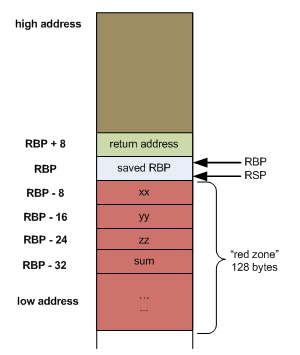 high address
RBP + 8
return address
RBP
saved RBP
RBP
RSP
RBP - 8
xx
RBP - 16
yy
RBP - 24
zz
RBP - 32
sum
"red zone"
128 bytes
low address
...
...